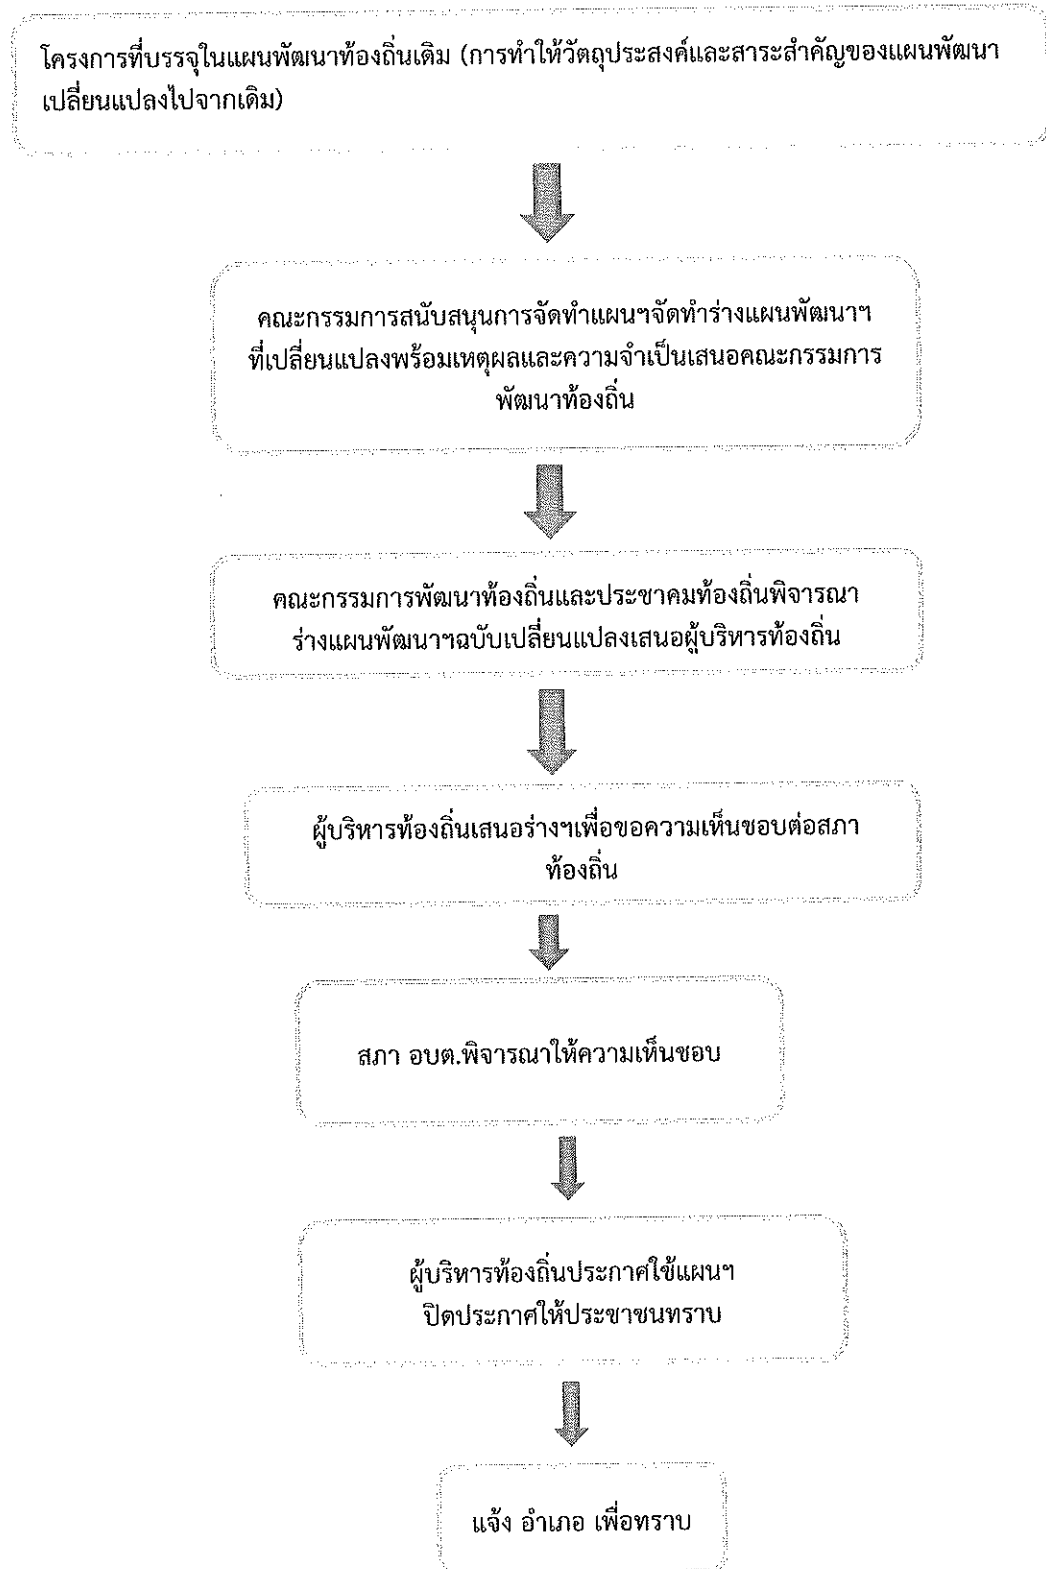 โครงการที่บรรจุในแผนพัฒนาท้องถิ่นเดิม (การทำให้วัตถุประสงค์และสาระสำคัญของแผนพัฒนา
เปลี่ยนแปลงไปจากเดิม)
คณะกรรมการสนับสนุนการจัดทำแผนฯจัดทำร่างแผนพัฒนาฯ
ที่เปลี่ยนแปลงพร้อมเหตุผลและความจำเป็นเสนอคณะกรรมการ
พัฒนาท้องถิ่น
คณะกรรมการพัฒนาท้องถิ่นและประชาคมท้องถิ่นพิจารณา
ร่างแผนพัฒนาฯฉบับเปลี่ยนแปลงเสนอผู้บริหารท้องถิ่น
ผู้บริหารท้องถิ่นเสนอร่างฯเพื่อขอความเห็นชอบต่อสภา
ท้องถิ่น
สภา อบต.พิจารณาให้ความเห็นชอบ
ผู้บริหารท้องถิ่นประกาศใช้แผนฯ
ปิดประกาศให้ประชาชนทราบ
แจ้ง อำเภอ เพื่อทราบ